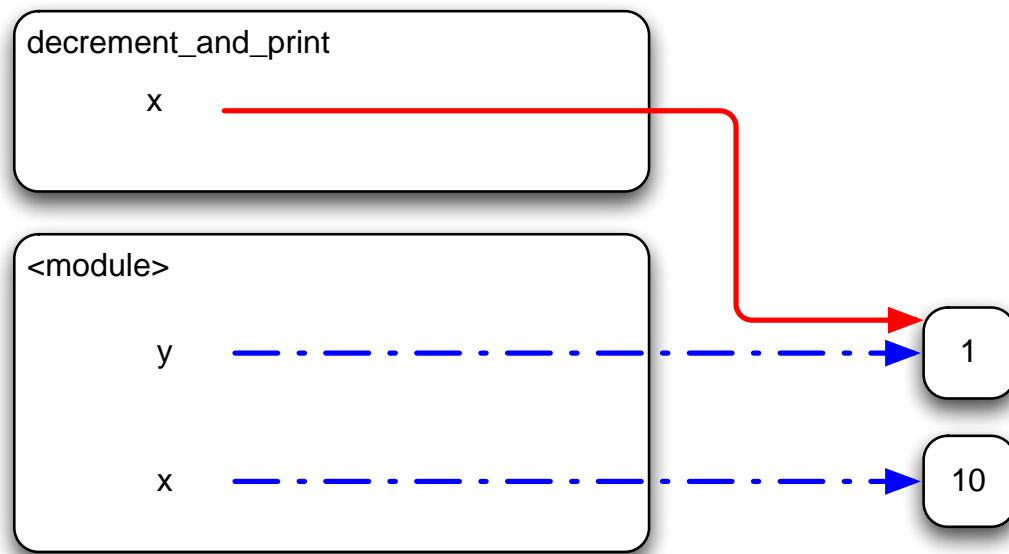 decrement_and_print
x
<module>
y
1
x
10